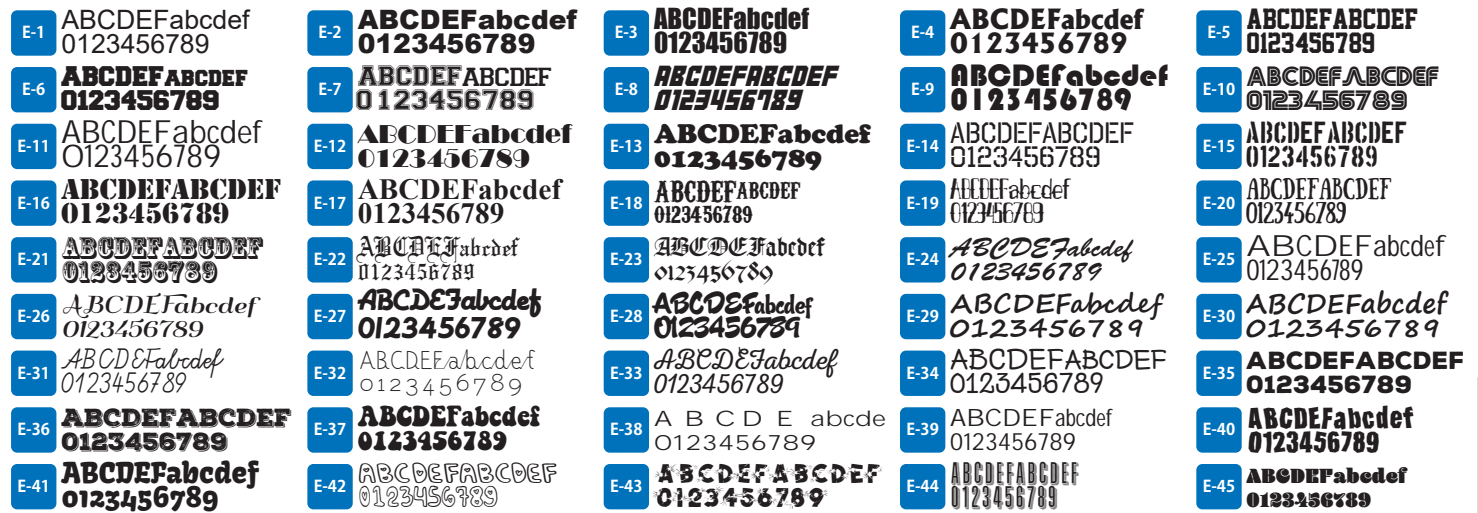 E-1 ABCDEFabcdef
0123456789
E-2 ABCDEFabcdef
0123456789
E-3 ABCDEFabcdef
0123456789
E-4 ABCDEFabcdef
0123456789
E-5 ABCDEFABCDEF
0123456789
E-6 ABCDEFABCDEF
0123456789
E-7 ABCDEFABCDEF
0123456789
E-8 ABCDEFABCDEF
0123456789
E-9 ABCDEFabcdef
0123456789
E-10 ABCDEFABCDEF
0123456789
E-11 ABCDEFabcdef
0123456789
E-12 ABCDEFabcdef
0123456789
E-13 ABCDEFabcdef
0123456789
E-14 ABCDEFABCDEF
0123456789
E-15 ABCDEFABCDEF
0123456789
E-16 ABCDEFABCDEF
0123456789
E-17 ABCDEFabcdef
0123456789
E-18 ABCDEFABCDEF
0123456789
E-19 ABCDEFabcdef
0123456789
E-20 ABCDEFABCDEF
0123456789
E-21 ABCDEFABCDEF
0123456789
E-22 ABCDEFabcdef
0123456789
E-23 ABCDEFabcdef
0123456789
E-24 ABCDEFabcdef
0123456789
E-25 ABCDEFabcdef
0123456789
E-26 ABCDEFabcdef
0123456789
E-27 ABCDEFabcdef
0123456789
E-28 ABCDEFabcdef
0123456789
E-29 ABCDEFabcdef
0123456789
E-30 ABCDEFabcdef
0123456789
E-31 ABCDEFabcdef
0123456789
E-32 ABCDEFabcdef
0123456789
E-33 ABCDEFabcdef
0123456789
E-34 ABCDEFABCDEF
0123456789
E-35 ABCDEFABCDEF
0123456789
E-36 ABCDEFABCDEF
0123456789
E-37 ABCDEFabcdef
0123456789
E-38 A B C D E abcde
0123456789
E-39 ABCDEFabcdef
0123456789
E-40 ABCDEFabcdef
0123456789
E-41 ABCDEFabcdef
0123456789
E-42 ABCDEFABCDEF
0123456789
E-43 ABCDEFABCDEF
0123456789
E-44 ABCDEFABCDEF
0123456789
E-45 ABCDEFabcdef
0123456789